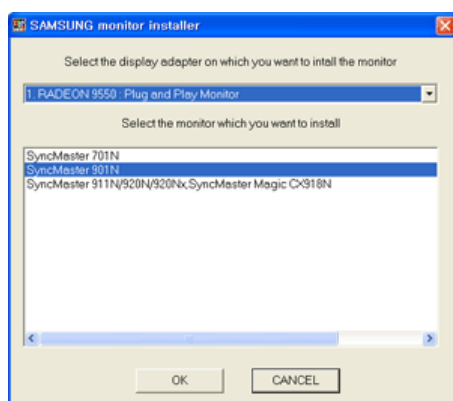 SAMSUNG monitor installer
Select the display adapter on which you want to intall the monitor
1. RADEON 9550 : Plug and Play Monitor
Select the monitor which you want to install
SyncMaster 701N
SyncMaster 901N
SyncMaster 911N/920N/920Nx,SyncMaster Magic CX918N
OK
CANCEL